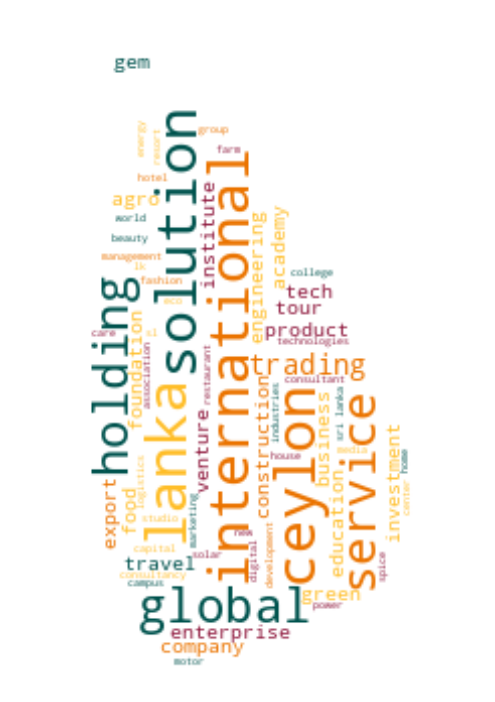 gem
solution
group
energy
resort
farm
international
hotel
institute
agro
world
academy
engineering
beauty
management
lk
college
holding
fashion
tech
eco
tour
product
care
foundation
technologies
association
restaurant
trading
consultant
lanka
construction
industries
ceylon
sri lanka
business
service
venture
investment
media
house
home
logistics
export
food
education
center
marketing
studio
new
development
digital
capital
solar
spice
travel
consultancy
campus
global
green
power
enterprise
company
motor